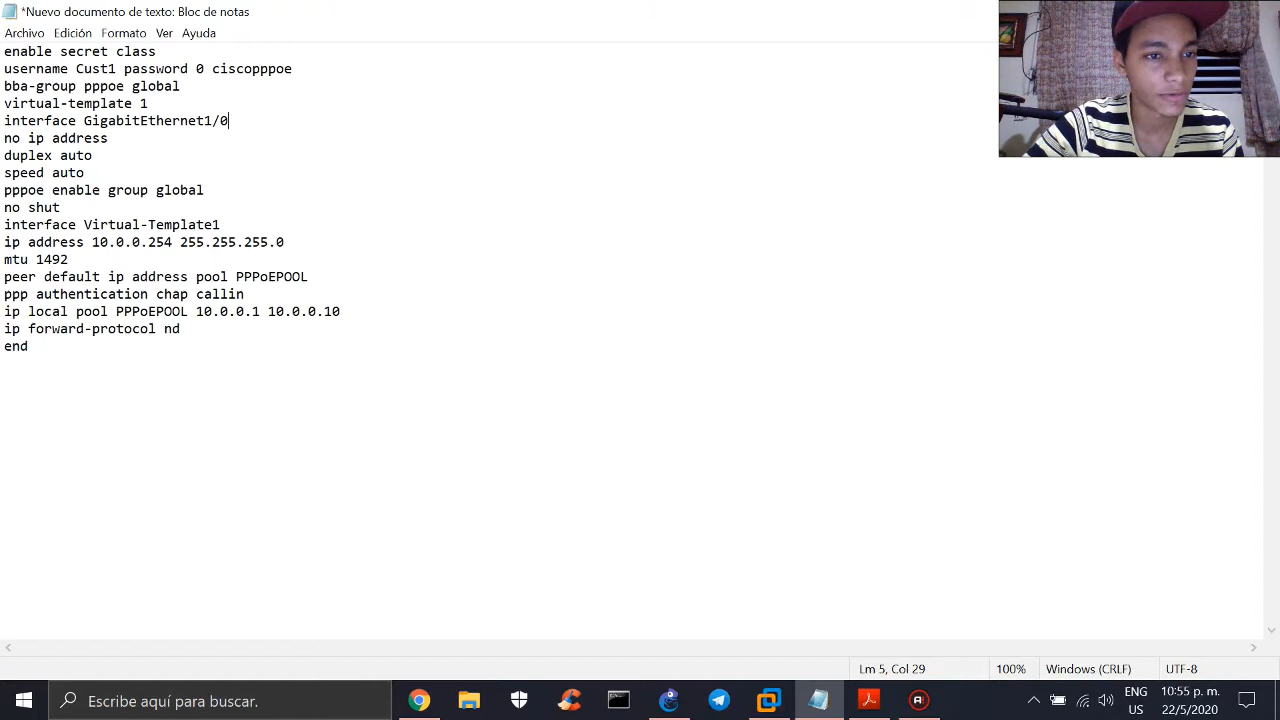 *Nuevo documento de texto: Bloc de notas
Archivo Edición Formato Ver Ayuda
enable secret class
username Cust1 password 0 ciscopppoe
bba-group pppoe global
virtual-template 1
interface GigabitEthernet1/0
no ip address
duplex auto
speed auto
pppoe enable group global
no shut
interface Virtual-Template1
ip address 10.0.0.254 255.255.255.0
mtu 1492
peer default ip address pool PPPoEPOOL
ppp authentication chap callin
ip local pool PPPoEPOOL 10.0.0.1 10.0.0.10
ip forward-protocol nd
end
Lm 5, Col 29 100% Windows (CRLF) UTF-8
Escribe aquí para buscar.
ENG
US
10:55 p. m.
22/5/2020